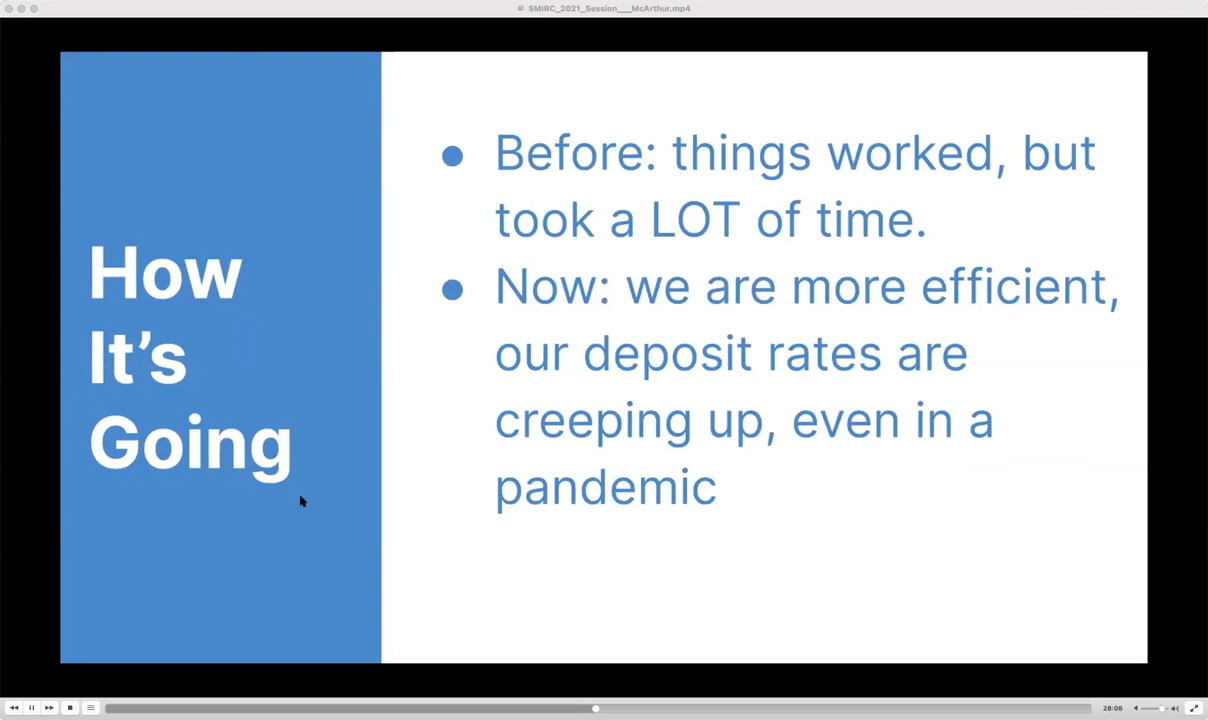 SMIRC_2021_Session___McArthur.mp4
How
It’s
Going
● Before: things worked, but
took a LOT of time.
● Now: we are more efficient,
our deposit rates are
creeping up, even in a
pandemic
28:06